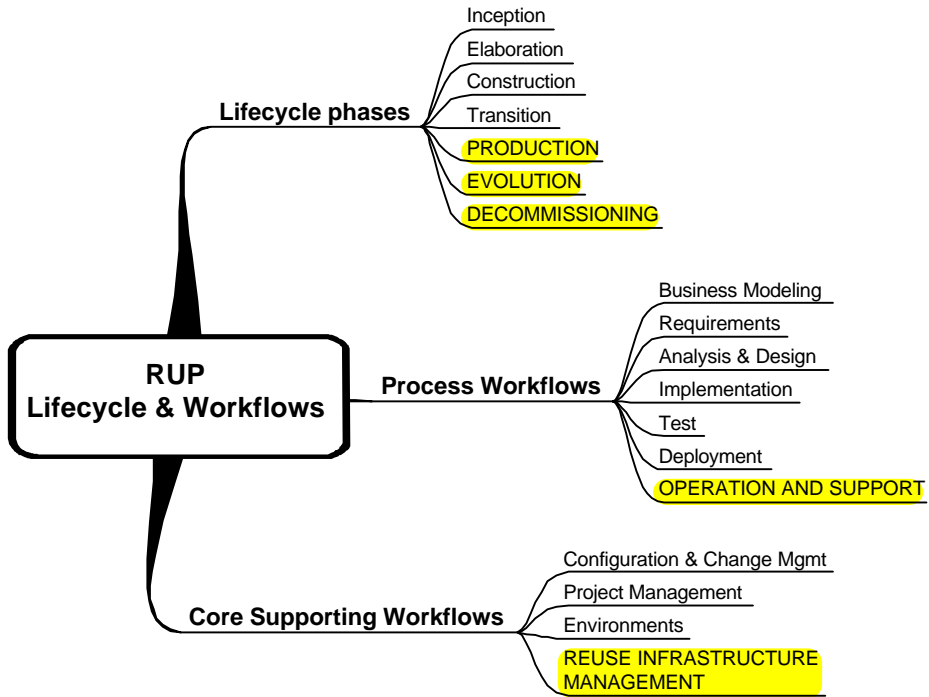 Inception
Elaboration
Construction
Lifecycle phases
Transition
PRODUCTION
EVOLUTION
DECOMMISSIONING
Business Modeling
Requirements
Analysis & Design
RUP
Lifecycle & Workflows
Process Workflows
Implementation
Test
Deployment
OPERATION AND SUPPORT
Configuration & Change Mgmt
Project Management
Core Supporting Workflows
Environments
REUSE INFRASTRUCTURE
MANAGEMENT